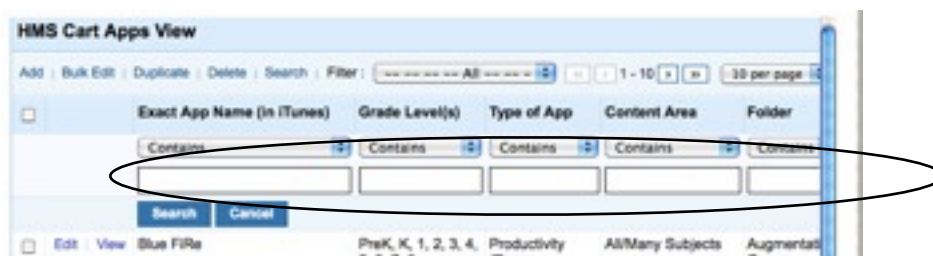 HMS Cart Apps View
Add | Bulk Edit | Duplicate | Delete | Search | Filter: -- -- -- -- All -- -- -- - 1 - 10 10 per page
Exact App Name (in iTunes) Grade Level(s) Type of App Content Area Folder
Contains Contains Contains Contains Contains
Search Cancel
Edit | View Blue FiRe PreK, K, 1, 2, 3, 4, Productivity All/Many Subjects